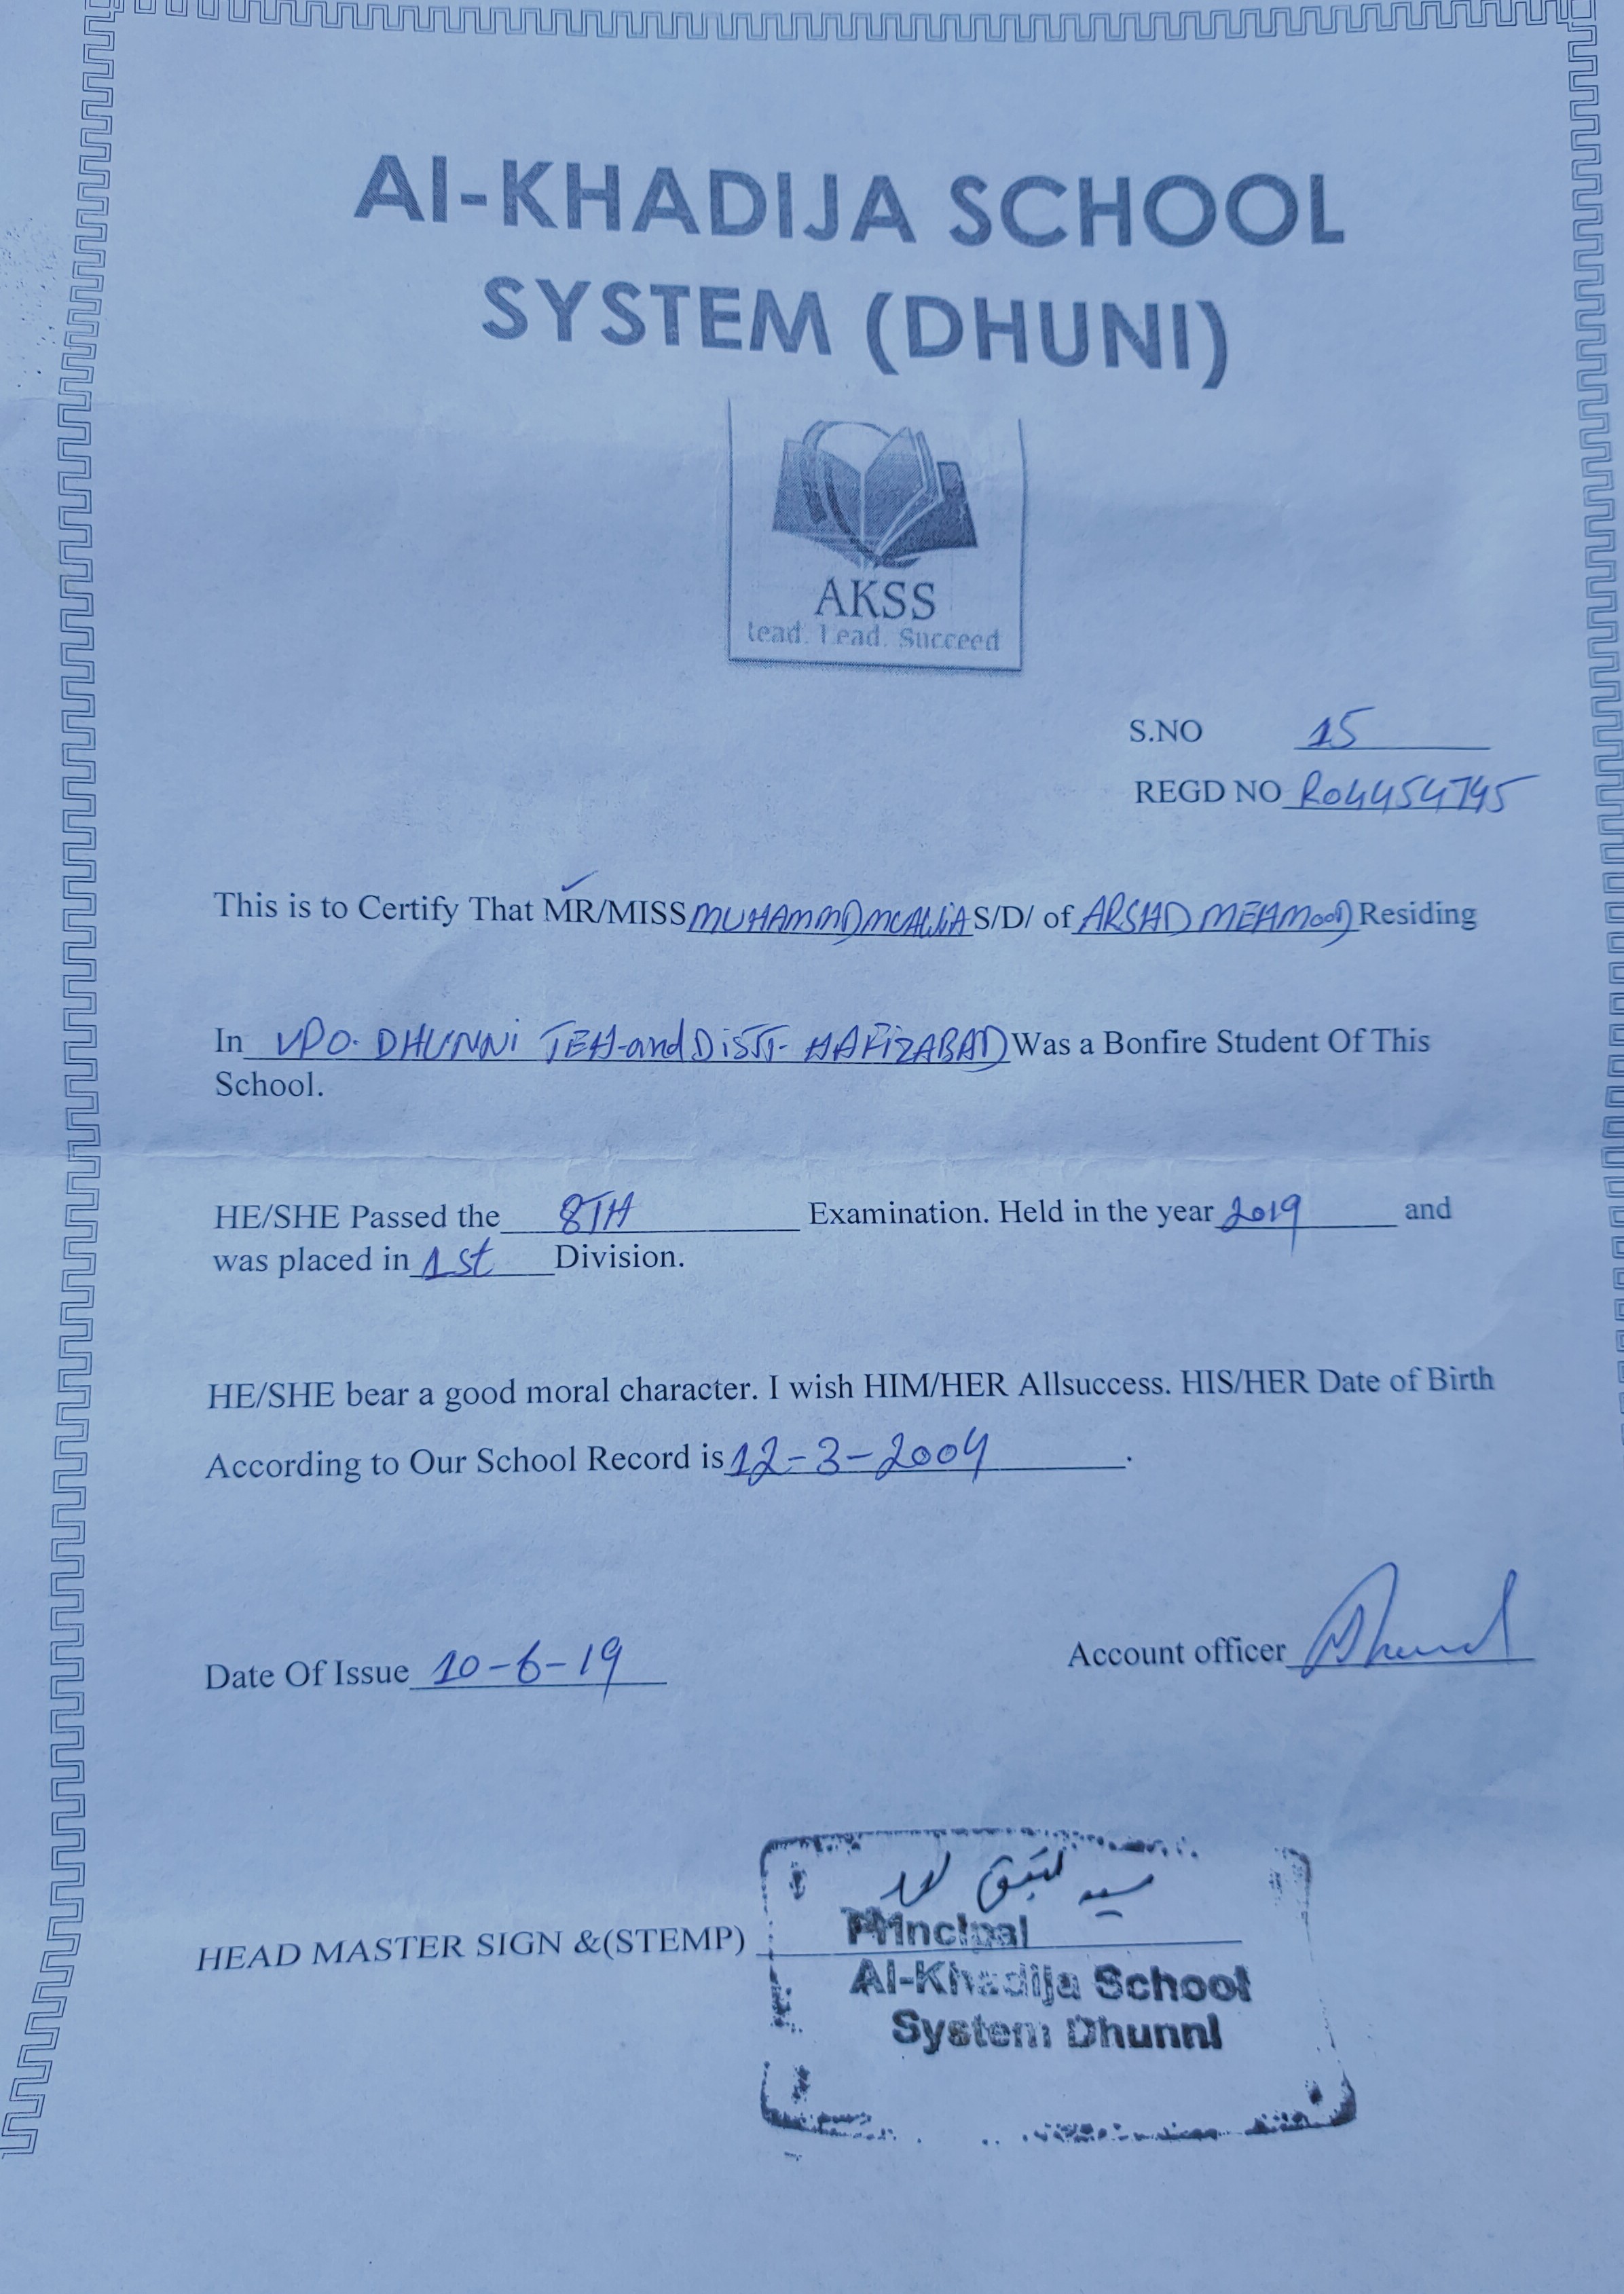 Al-KHADIJA SCHOOL
SYSTEM (DHUNI)
AKSS
tead. Lead. Succeed
S.NO 15
REGD NO R04454745
This is to Certify That MR/MISS MUHAMMD MUAWiA S/D/ of ARSHAD MEHMOOD Residing
In VPO. DHUNNi TEH-and DiSTT- HAFiZABAD Was a Bonfire Student Of This
School.
HE/SHE Passed the 8TH Examination. Held in the year 2019 and
was placed in 1st Division.
HE/SHE bear a good moral character. I wish HIM/HER Allsuccess. HIS/HER Date of Birth
According to Our School Record is 12-3-2004.
Date Of Issue 10-6-19
Account officer
HEAD MASTER SIGN &(STEMP)
Principal
Al-Khadija School
System Dhunni